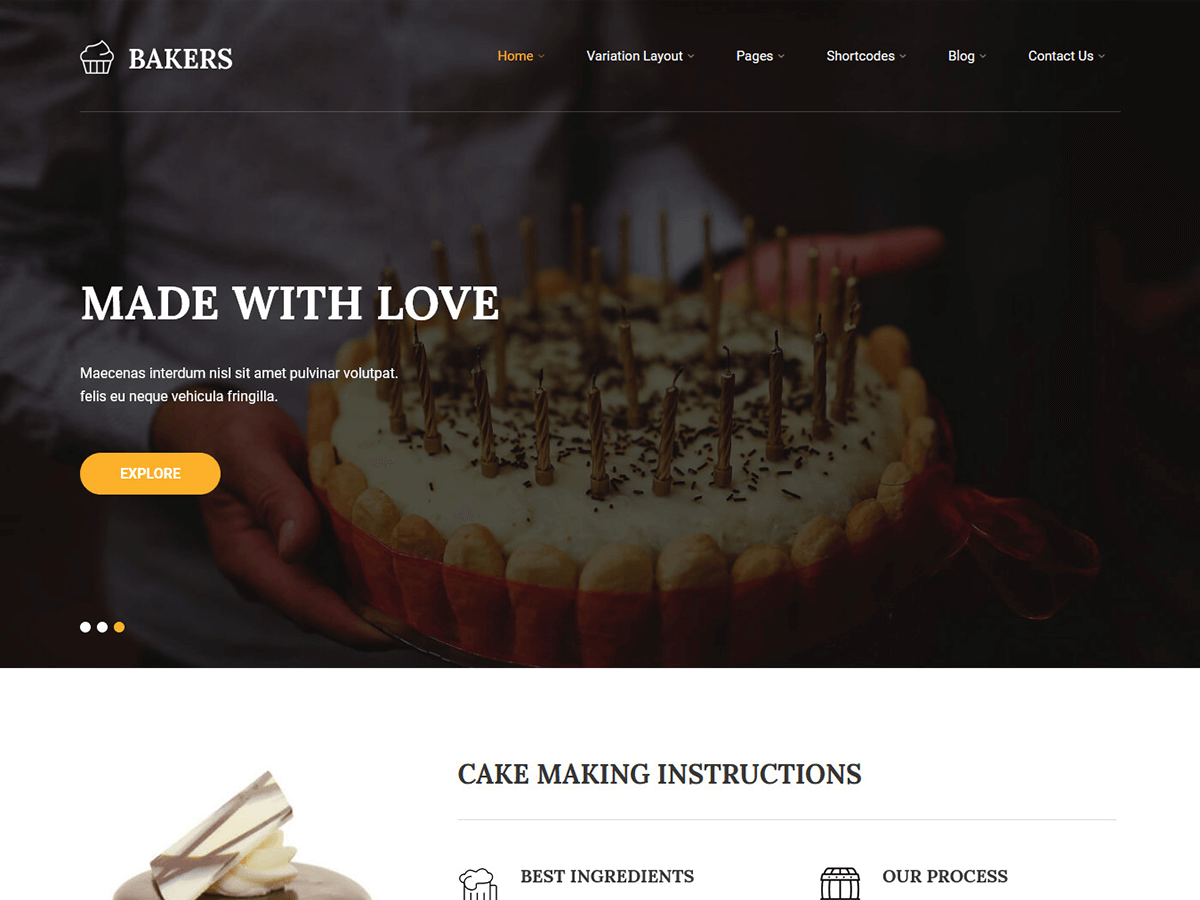 BAKERS
Home
Variation Layout
Pages
Shortcodes
Blog
Contact Us
MADE WITH LOVE
Maecenas interdum nisl sit amet pulvinar volutpat.
felis eu neque vehicula fringilla.
EXPLORE
CAKE MAKING INSTRUCTIONS
BEST INGREDIENTS
OUR PROCESS